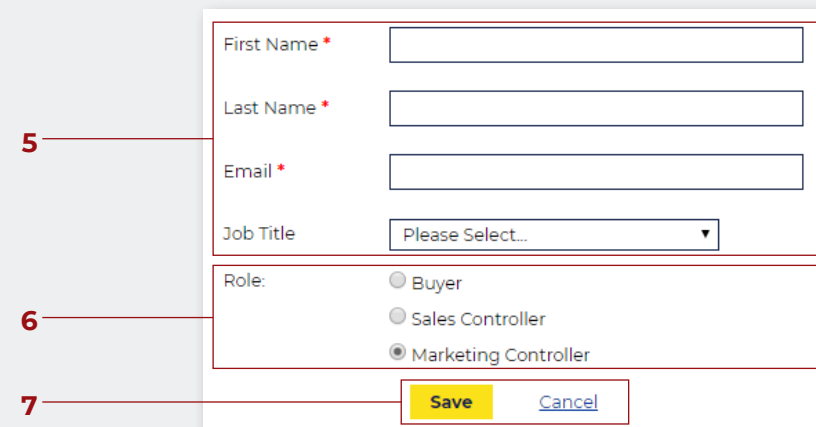 First Name *
Last Name *
5
Email *
Job Title Please Select...
Role: Buyer
6 Sales Controller
Marketing Controller
7 Save Cancel